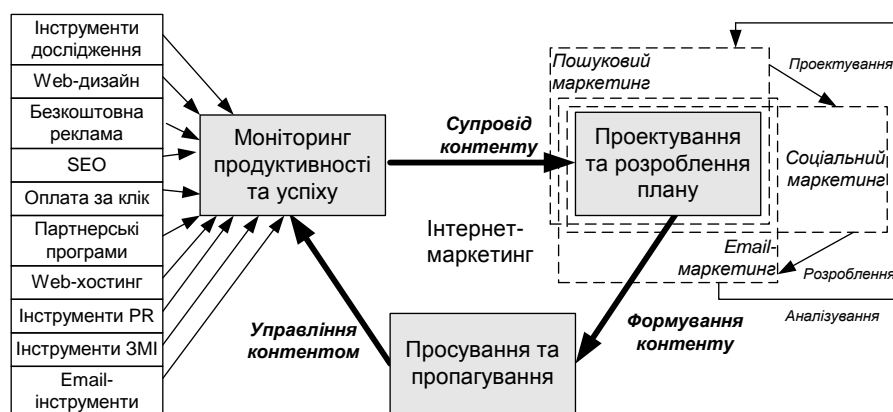 Інструменти
дослідження
Web-дизайн
Безкоштовна
реклама
SEO
Оплата за клік
Партнерські
програми
Web-хостинг
Інструменти PR
Інструменти ЗМІ
Email-
інструменти
Моніторинг
продуктивності
та успіху
Супровід
контенту
Пошуковий
маркетинг
Проектування
Проектування
та розроблення
плану
Соціальний
маркетинг
Інтернет-
маркетинг
Email-
маркетинг
Розроблення
Аналізування
Управління
контентом
Просування та
пропагування
Формування
контенту